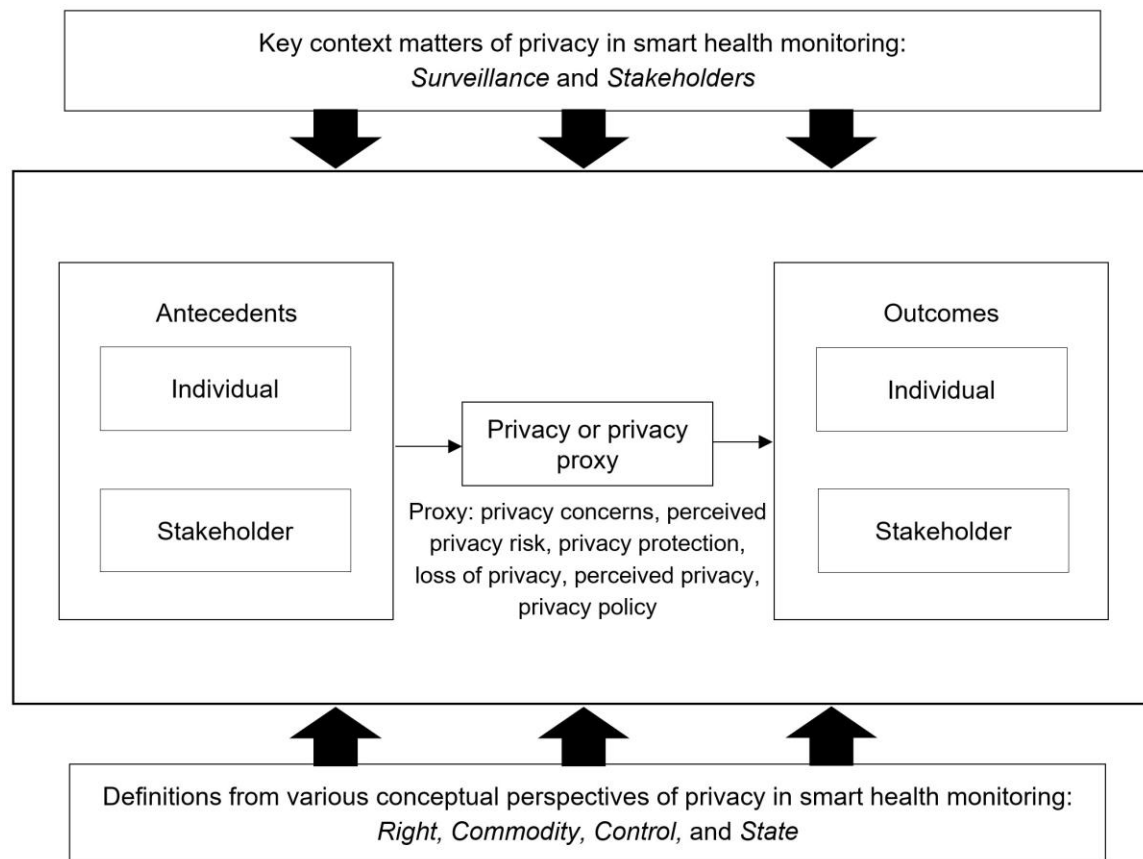 Key context matters of privacy in smart health monitoring:
Surveillance and Stakeholders
Antecedents
Individual
Stakeholder
Privacy or privacy
proxy
Proxy: privacy concerns, perceived
privacy risk, privacy protection,
loss of privacy, perceived privacy,
privacy policy
Outcomes
Individual
Stakeholder
Definitions from various conceptual perspectives of privacy in smart health monitoring:
Right, Commodity, Control, and State